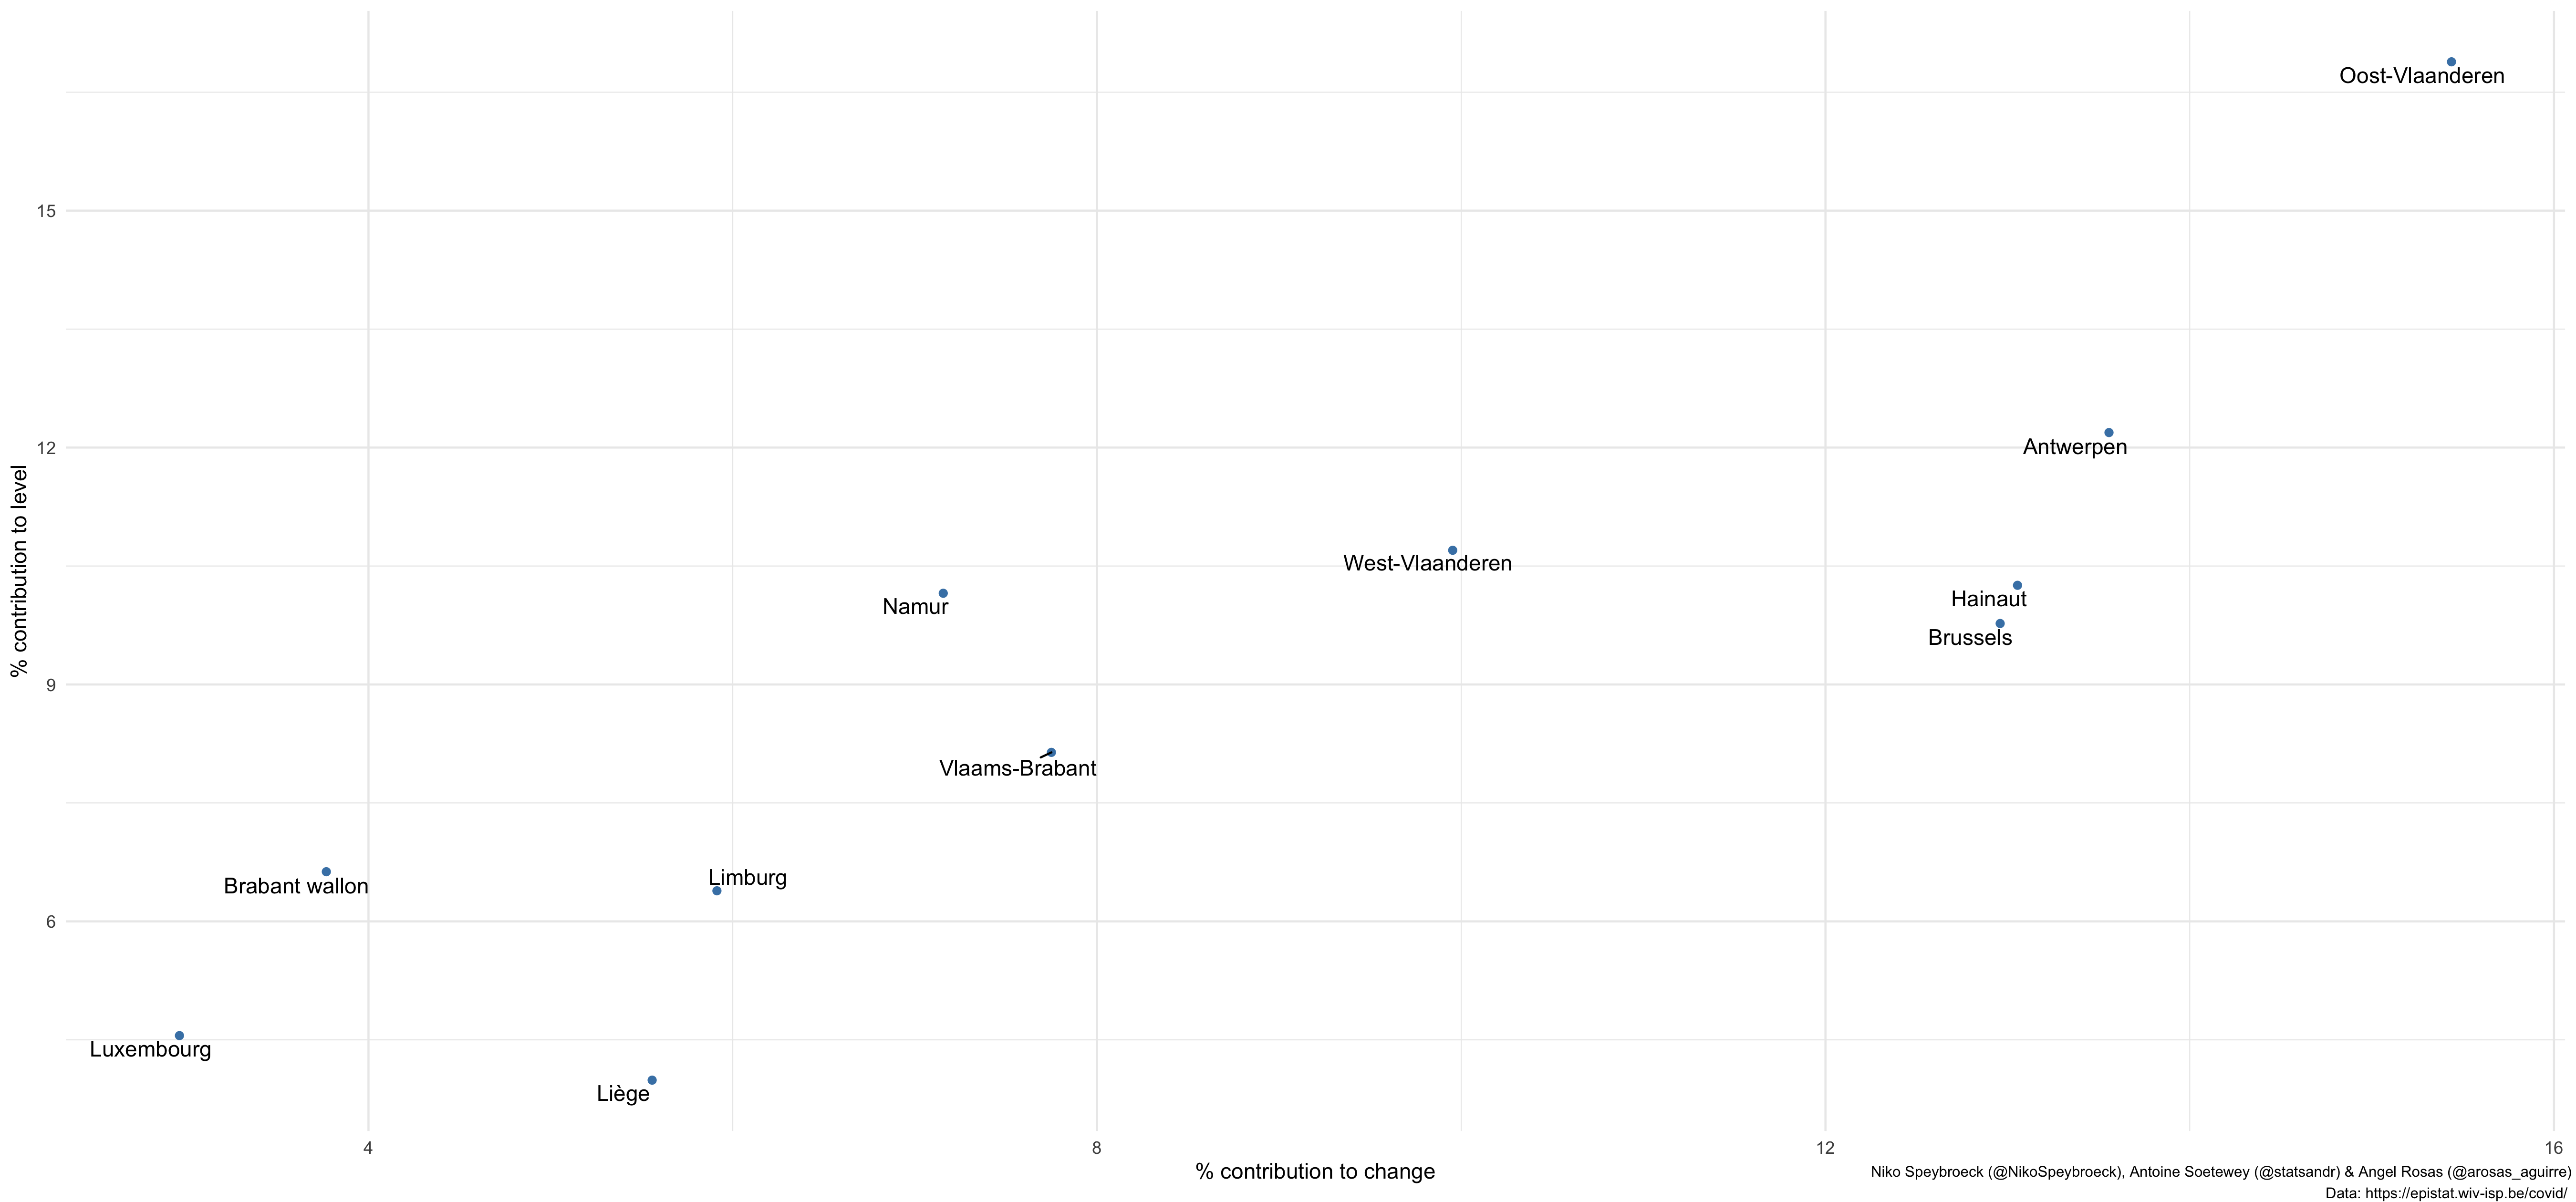 Oost-Vlaanderen
15
Antwerpen
12
West-Vlaanderen
Namur
Hainaut
Brussels
% contribution to level
9
Vlaams-Brabant
Limburg
Brabant wallon
6
Luxembourg
Liège
4
8
12
16
% contribution to change
Niko Speybroeck (@NikoSpeybroeck), Antoine Soetewey (@statsandr) & Angel Rosas (@arosas_aguirre)
Data: https://epistat.wiv-isp.be/covid/